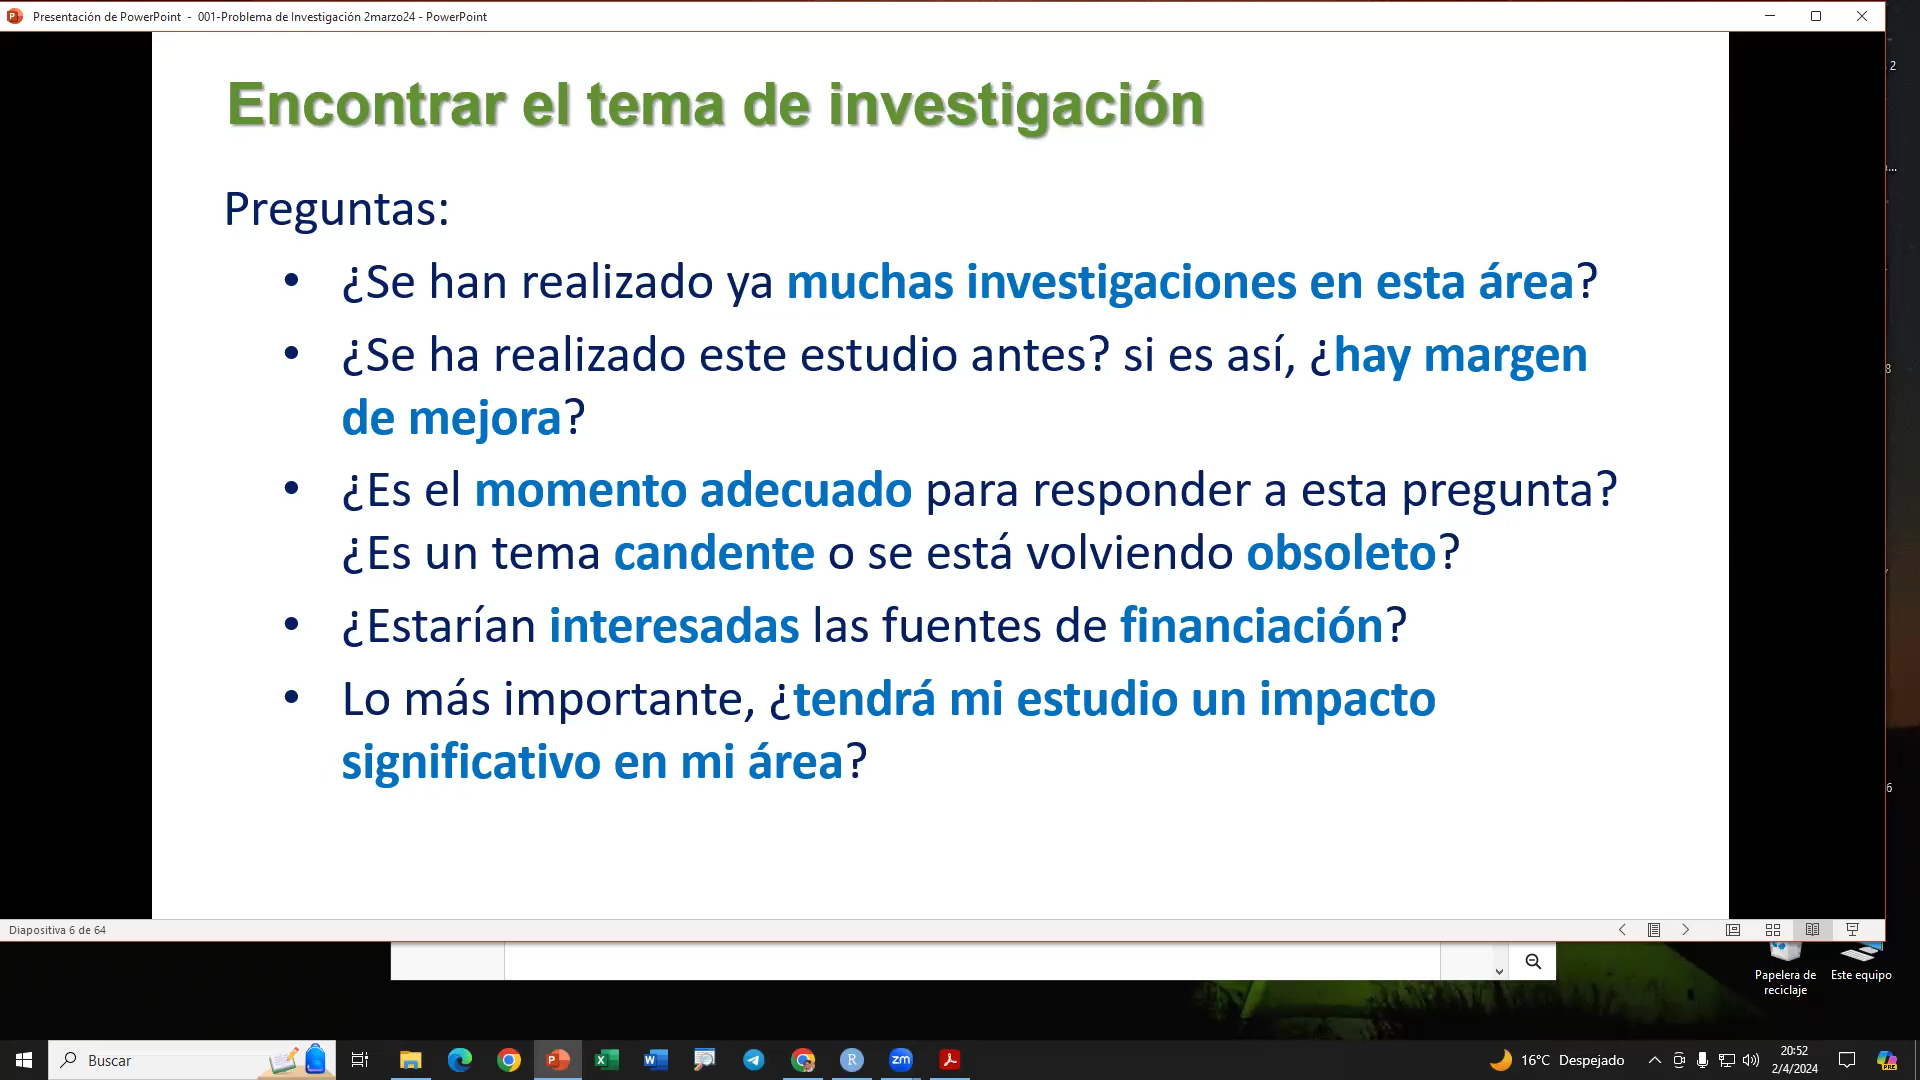 Presentación de PowerPoint - 001-Problema de Investigación 2marzo24 - PowerPoint
2
Encontrar el tema de investigación
Preguntas:
• ¿Se han realizado ya muchas investigaciones en esta área?
• ¿Se ha realizado este estudio antes? si es así, ¿hay margen
de mejora?
8
• ¿Es el momento adecuado para responder a esta pregunta?
¿Es un tema candente o se está volviendo obsoleto?
• ¿Estarían interesadas las fuentes de financiación?
• Lo más importante, ¿tendrá mi estudio un impacto
significativo en mi área?
6
Diapositiva 6 de 64
Papelera de
reciclaje
Este equipo
Buscar
16°C Despejado
20:52
2/4/2024